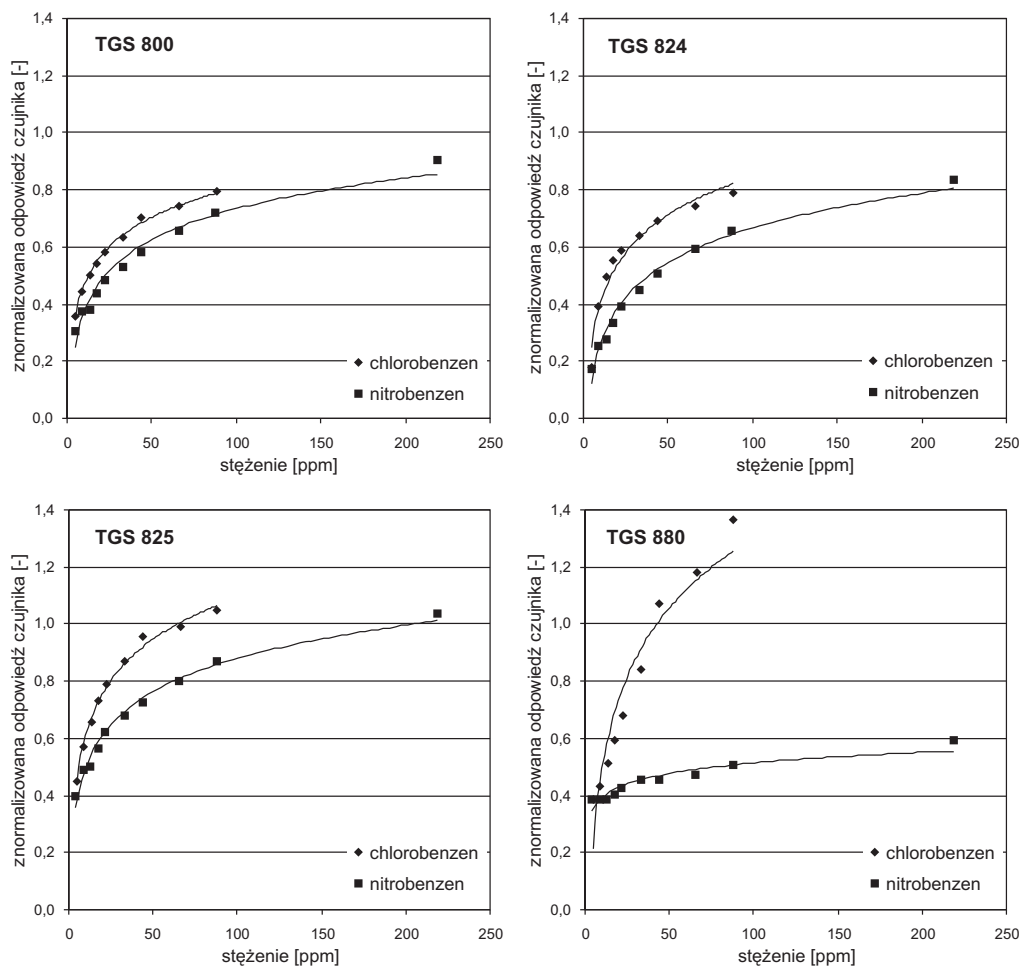 TGS 800
znormalizowana odpowiedź czujnika [-]
1,4
1,2
1,0
0,8
0,6
0,4
0,2
0,0
chlorobenzen
nitrobenzen
0 50 100 150 200 250
stężenie [ppm]
TGS 824
znormalizowana odpowiedź czujnika [-]
1,4
1,2
1,0
0,8
0,6
0,4
0,2
0,0
chlorobenzen
nitrobenzen
0 50 100 150 200 250
stężenie [ppm]
TGS 825
znormalizowana odpowiedź czujnika [-]
1,4
1,2
1,0
0,8
0,6
0,4
0,2
0,0
chlorobenzen
nitrobenzen
0 50 100 150 200 250
stężenie [ppm]
TGS 880
znormalizowana odpowiedź czujnika [-]
1,4
1,2
1,0
0,8
0,6
0,4
0,2
0,0
chlorobenzen
nitrobenzen
0 50 100 150 200 250
stężenie [ppm]